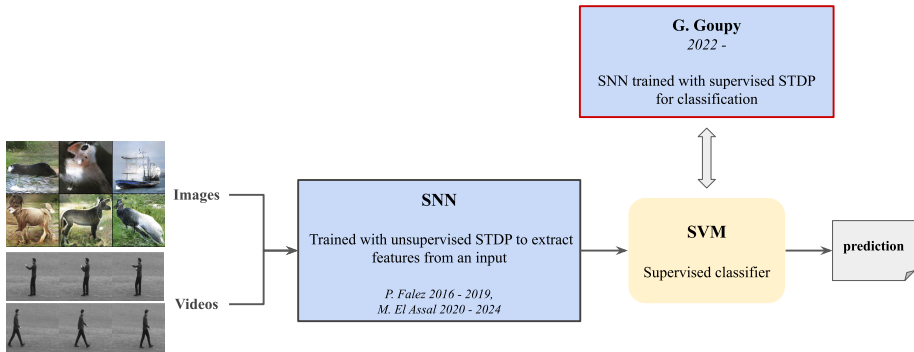 G. Goupy
2022 -
SNN trained with supervised STDP
for classification
Images
Videos
SNN
Trained with unsupervised STDP to extract
features from an input
P. Falez 2016 - 2019,
M. El Assal 2020 - 2024
SVM
Supervised classifier
prediction